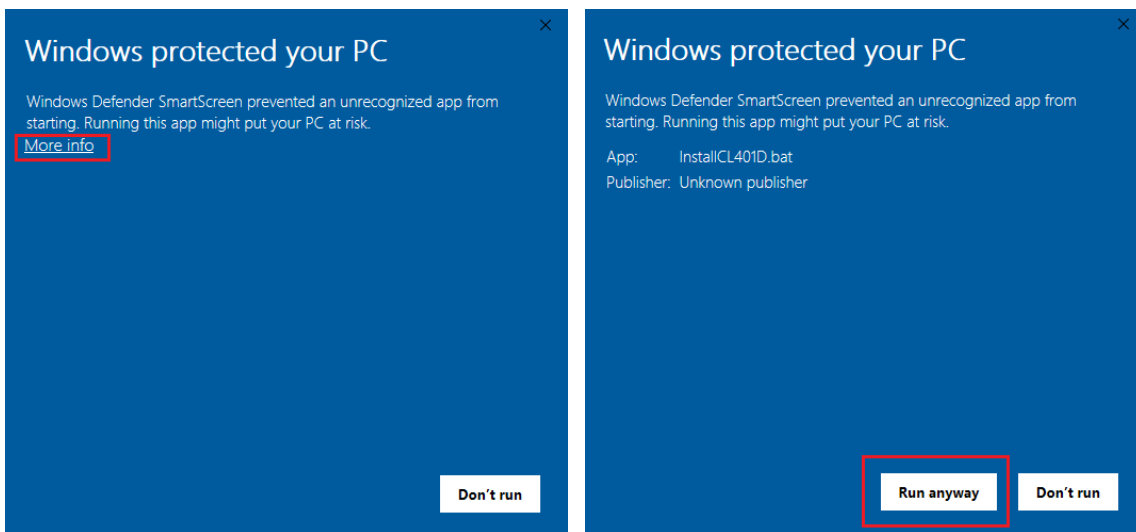 Windows protected your PC
Windows Defender SmartScreen prevented an unrecognized app from
starting. Running this app might put your PC at risk.
More info
Don't run
Windows protected your PC
Windows Defender SmartScreen prevented an unrecognized app from
starting. Running this app might put your PC at risk.
App: InstallCL401D.bat
Publisher: Unknown publisher
Run anyway Don't run